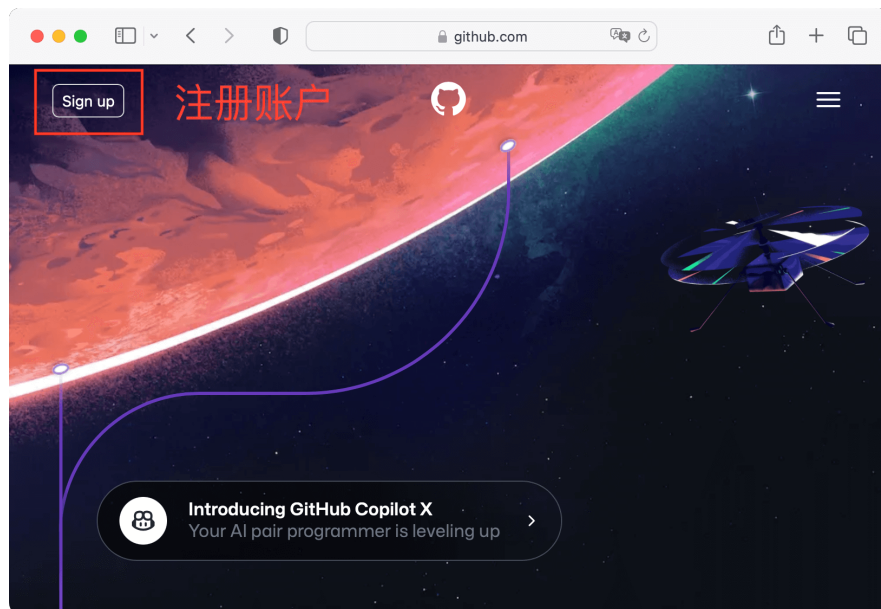 github.com
Sign up
注册账户
Introducing GitHub Copilot X
Your AI pair programmer is leveling up